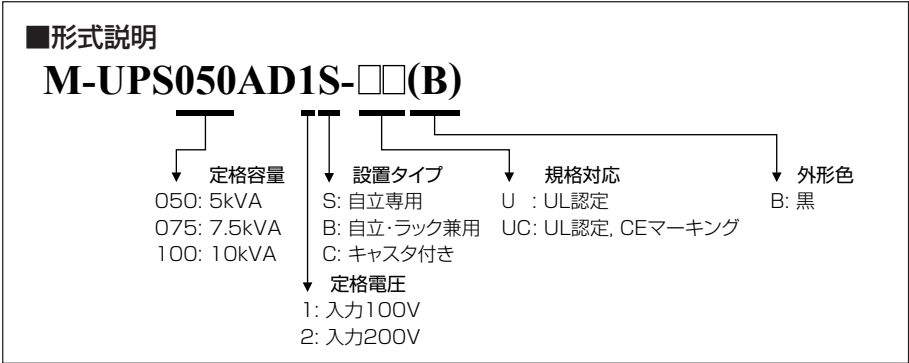 ■形式説明
M-UPS050AD1S-□□(B)
定格容量
050: 5kVA
075: 7.5kVA
100: 10kVA
設置タイプ
S: 自立専用
B: 自立・ラック兼用
C: キャスタ付き
定格電圧
1: 入力100V
2: 入力200V
規格対応
U : UL認定
UC: UL認定, CEマーキング
外形色
B: 黒